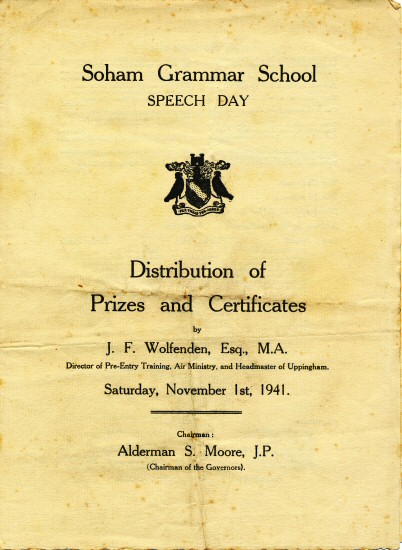 Soham Grammar School
SPEECH DAY
Distribution of
Prizes and Certificates
by
J. F. Wolfenden, Esq., M.A.
Director of Pre-Entry Training, Air Ministry, and Headmaster of Uppingham.
Saturday, November 1st, 1941.
Chairman :
Alderman S. Moore, J.P.
(Chairman of the Governors).